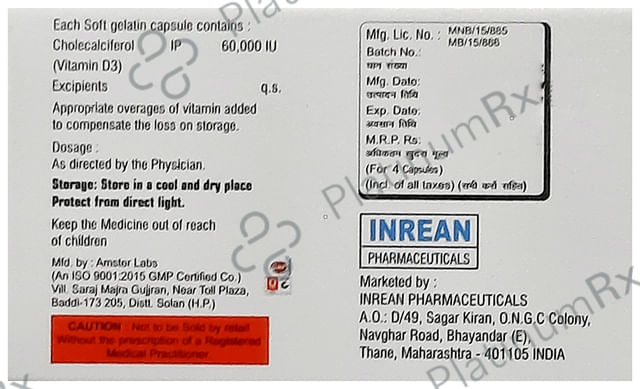 Each Soft gelatin capsule contains :
Cholecalciferol IP 60,000 IU
(Vitamin D3)
Excipients q.s.
Appropriate overages of vitamin added
to compensate the loss on storage.
Dosage :
As directed by the Physician.
Storage: Store in a cool and dry place
Protect from direct light.
Keep the Medicine out of reach
of children
Mfd. by : Amster Labs
(An ISO 9001:2015 GMP Certified Co.)
Vill. Saraj Majra Gujjran, Near Toll Plaza,
Baddi-173 205, Distt. Solan (H.P.)
CAUTION : Not to be Sold by retail
Without the prescription of a Registered
Medical Practitioner.
Mfg. Lic. No. : MNB/15/885
MB/15/886
Batch No.:
घान संख्या
Mfg. Date:
उत्पादन तिथि
Exp. Date:
अवसान तिथि
M.R.P. Rs:
अधिकतम खुदरा मूल्य
(For 4 Capsules)
(Incl. of all taxes) (सभी करों सहित)
INREAN
PHARMACEUTICALS
Marketed by :
INREAN PHARMACEUTICALS
A.O.: D/49, Sagar Kiran, O.N.G.C Colony,
Navghar Road, Bhayandar (E),
Thane, Maharashtra - 401105 INDIA
PlatinumRx
PlatinumRx
PlatinumRx